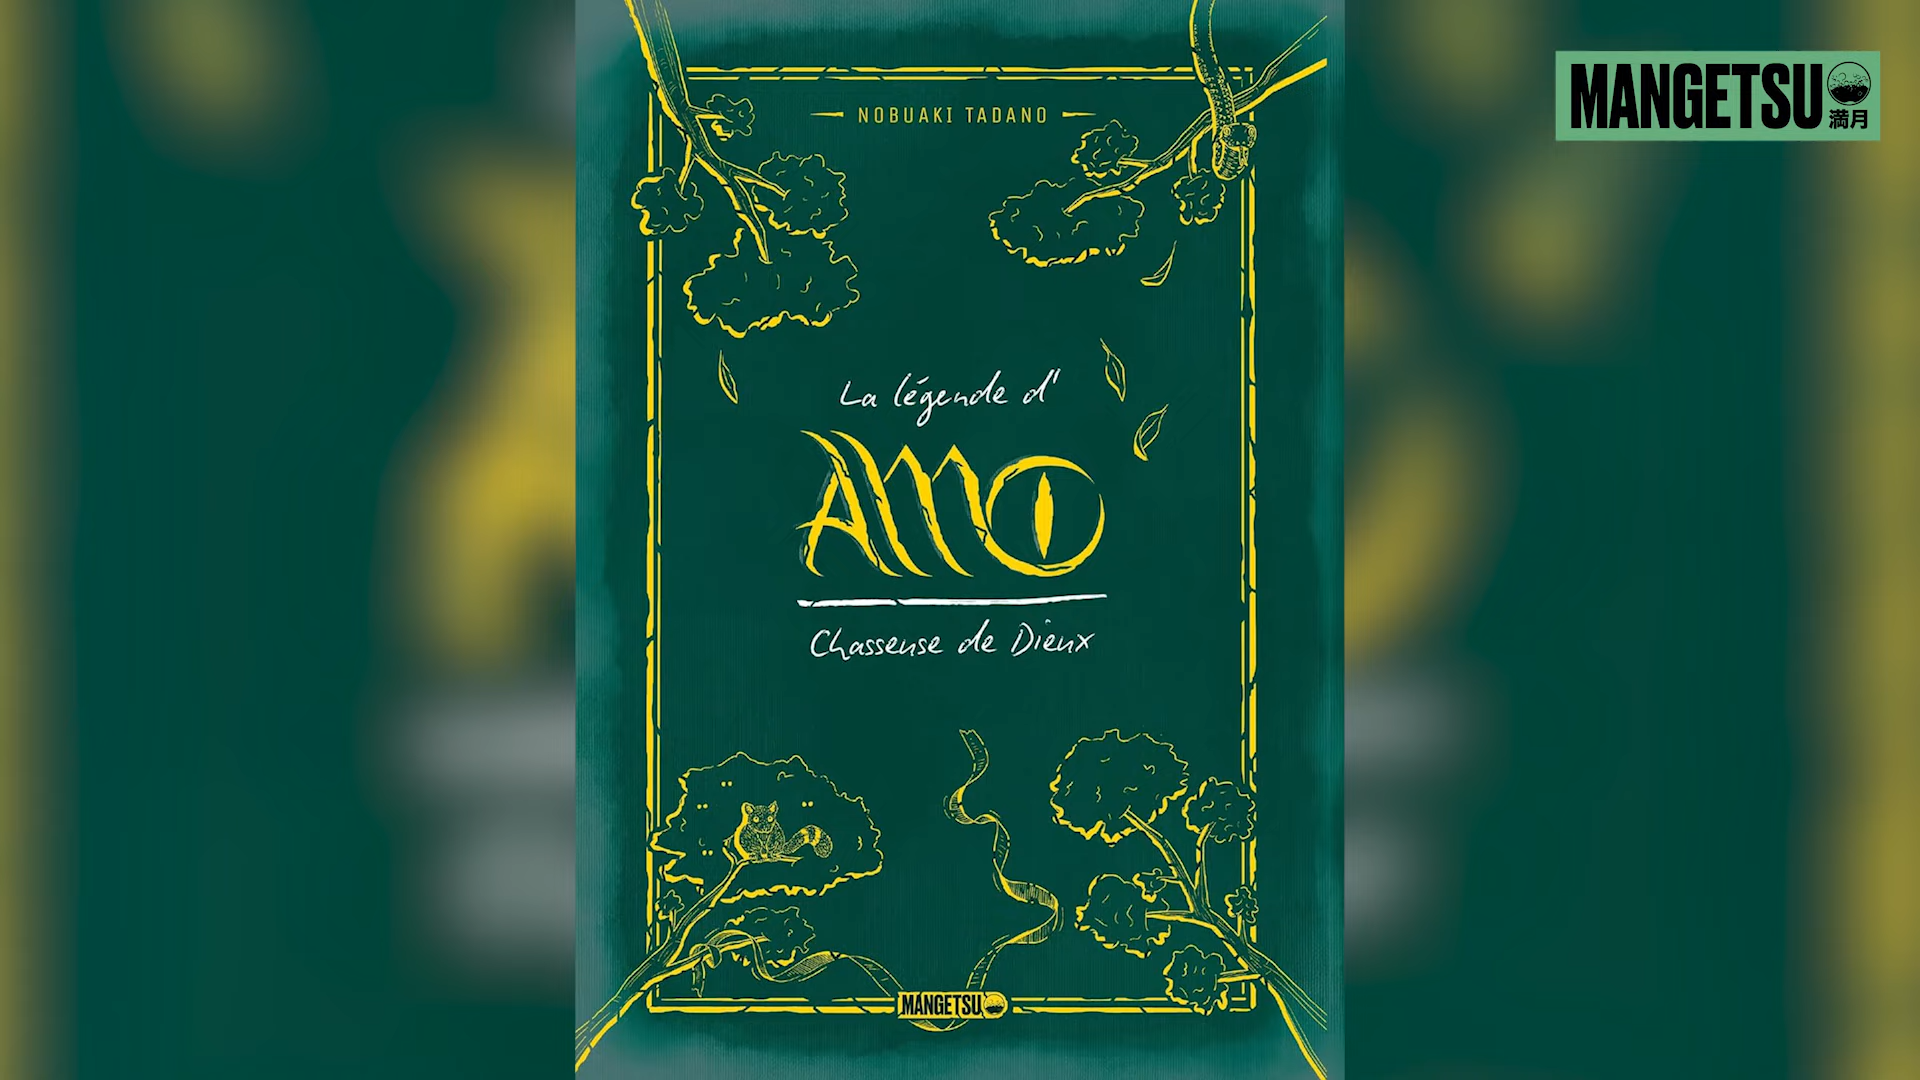 NOBUAKI TADANO
MANGETSU
満月
La légende d'
AMO
Chasseuse de Dieux
MANGETSU